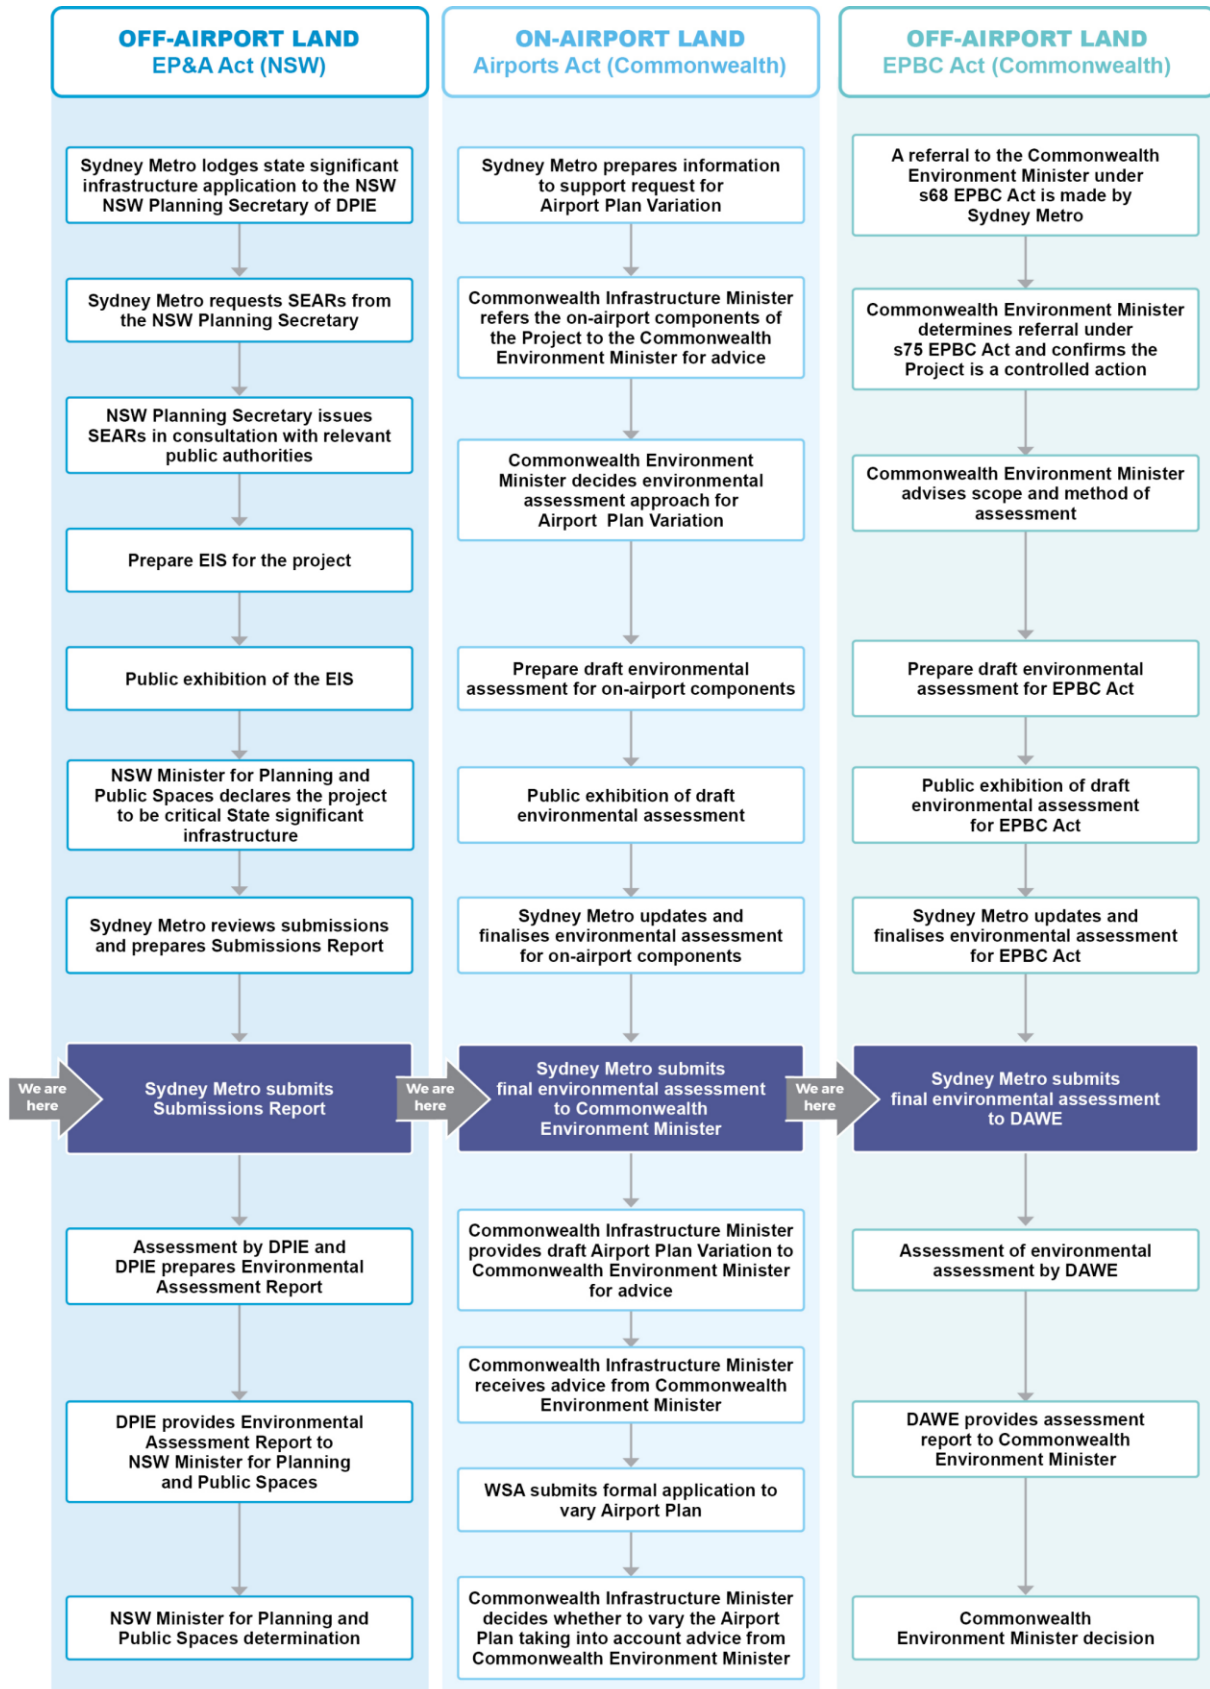 OFF-AIRPORT LAND
EP&A Act (NSW)
Sydney Metro lodges state significant
infrastructure application to the NSW
NSW Planning Secretary of DPIE
Sydney Metro requests SEARs from
the NSW Planning Secretary
NSW Planning Secretary issues
SEARs in consultation with relevant
public authorities
Prepare EIS for the project
Public exhibition of the EIS
NSW Minister for Planning and
Public Spaces declares the project
to be critical State significant
infrastructure
Sydney Metro reviews submissions
and prepares Submissions Report
We are
here
Sydney Metro submits
Submissions Report
Assessment by DPIE and
DPIE prepares Environmental
Assessment Report
DPIE provides Environmental
Assessment Report to
NSW Minister for Planning
and Public Spaces
NSW Minister for Planning and
Public Spaces determination
ON-AIRPORT LAND
Airports Act (Commonwealth)
Sydney Metro prepares information
to support request for
Airport Plan Variation
Commonwealth Infrastructure Minister
refers the on-airport components of
the Project to the Commonwealth
Environment Minister for advice
Commonwealth Environment
Minister decides environmental
assessment approach for
Airport Plan Variation
Prepare draft environmental
assessment for on-airport components
Public exhibition of draft
environmental assessment
Sydney Metro updates and
finalises environmental assessment
for on-airport components
We are
here
Sydney Metro submits
final environmental assessment
to Commonwealth
Environment Minister
Commonwealth Infrastructure Minister
provides draft Airport Plan Variation to
Commonwealth Environment Minister
for advice
Commonwealth Infrastructure Minister
receives advice from Commonwealth
Environment Minister
WSA submits formal application to
vary Airport Plan
Commonwealth Infrastructure Minister
decides whether to vary the Airport
Plan taking into account advice from
Commonwealth Environment Minister
OFF-AIRPORT LAND
EPBC Act (Commonwealth)
A referral to the Commonwealth
Environment Minister under
s68 EPBC Act is made by
Sydney Metro
Commonwealth Environment Minister
determines referral under
s75 EPBC Act and confirms the
Project is a controlled action
Commonwealth Environment Minister
advises scope and method of
assessment
Prepare draft environmental
assessment for EPBC Act
Public exhibition of draft
environmental assessment
for EPBC Act
Sydney Metro updates and
finalises environmental assessment
for EPBC Act
We are
here
Sydney Metro submits
final environmental assessment
to DAWE
Assessment of environmental
assessment by DAWE
DAWE provides assessment
report to Commonwealth
Environment Minister
Commonwealth
Environment Minister decision